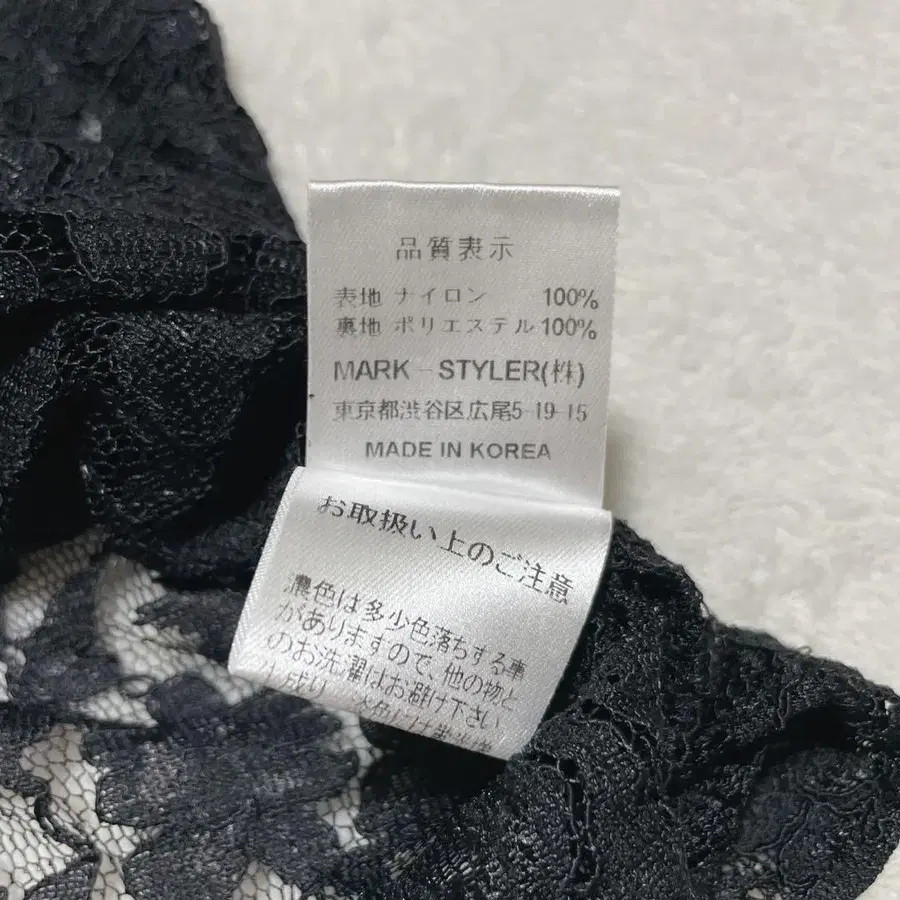 品質表示
表地 ナイロン 100%
裏地 ポリエステル 100%
MARK-STYLER(株)
東京都渋谷区広尾5-19-15
MADE IN KOREA
お取扱い上のご注意
濃色は多少色落ちする事
がありますので、他の物と
のお洗濯はお避け下さい